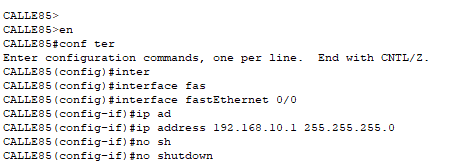 CALLE85>
CALLE85>en
CALLE85#conf ter
Enter configuration commands, one per line.  End with CNTL/Z.
CALLE85(config)#inter
CALLE85(config)#interface fas
CALLE85(config)#interface fastEthernet 0/0
CALLE85(config-if)#ip ad
CALLE85(config-if)#ip address 192.168.10.1 255.255.255.0
CALLE85(config-if)#no sh
CALLE85(config-if)#no shutdown